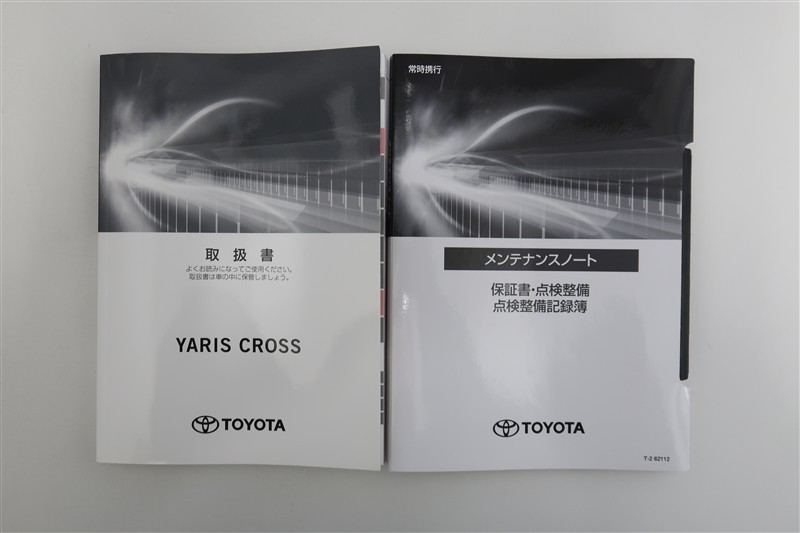 取扱書
よくお読みになってご使用ください。
取扱書は車の中に保管しましょう。
YARIS CROSS
TOYOTA
常時携行
メンテナンスノート
保証書・点検整備
点検整備記録簿
TOYOTA
T-2 62112